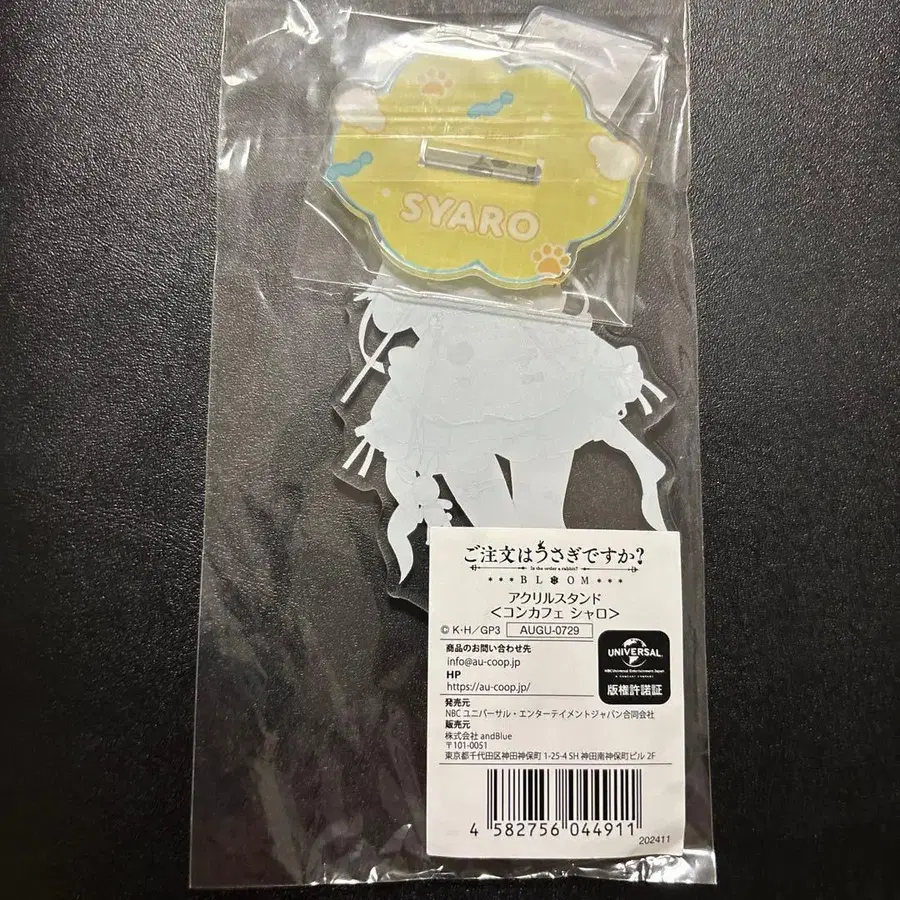 SYARO
ご注文はうさぎですか?
Is the order a rabbit?
BLOOM
アクリルスタンド
<コンカフェ シャロ>
© K・H/GP3 AUGU-0729
商品のお問い合わせ先
info@au-coop.jp
HP
https://au-coop.jp/
UNIVERSAL
NBCUniversal Entertainment Japan
A COMCAST COMPANY
版権許諾証
発売元
NBC ユニバーサル・エンターテイメントジャパン合同会社
販売元
株式会社 andBlue
〒101-0051
東京都千代田区神田神保町 1-25-4 SH 神田南神保町ビル 2F
4 582756 044911
202411